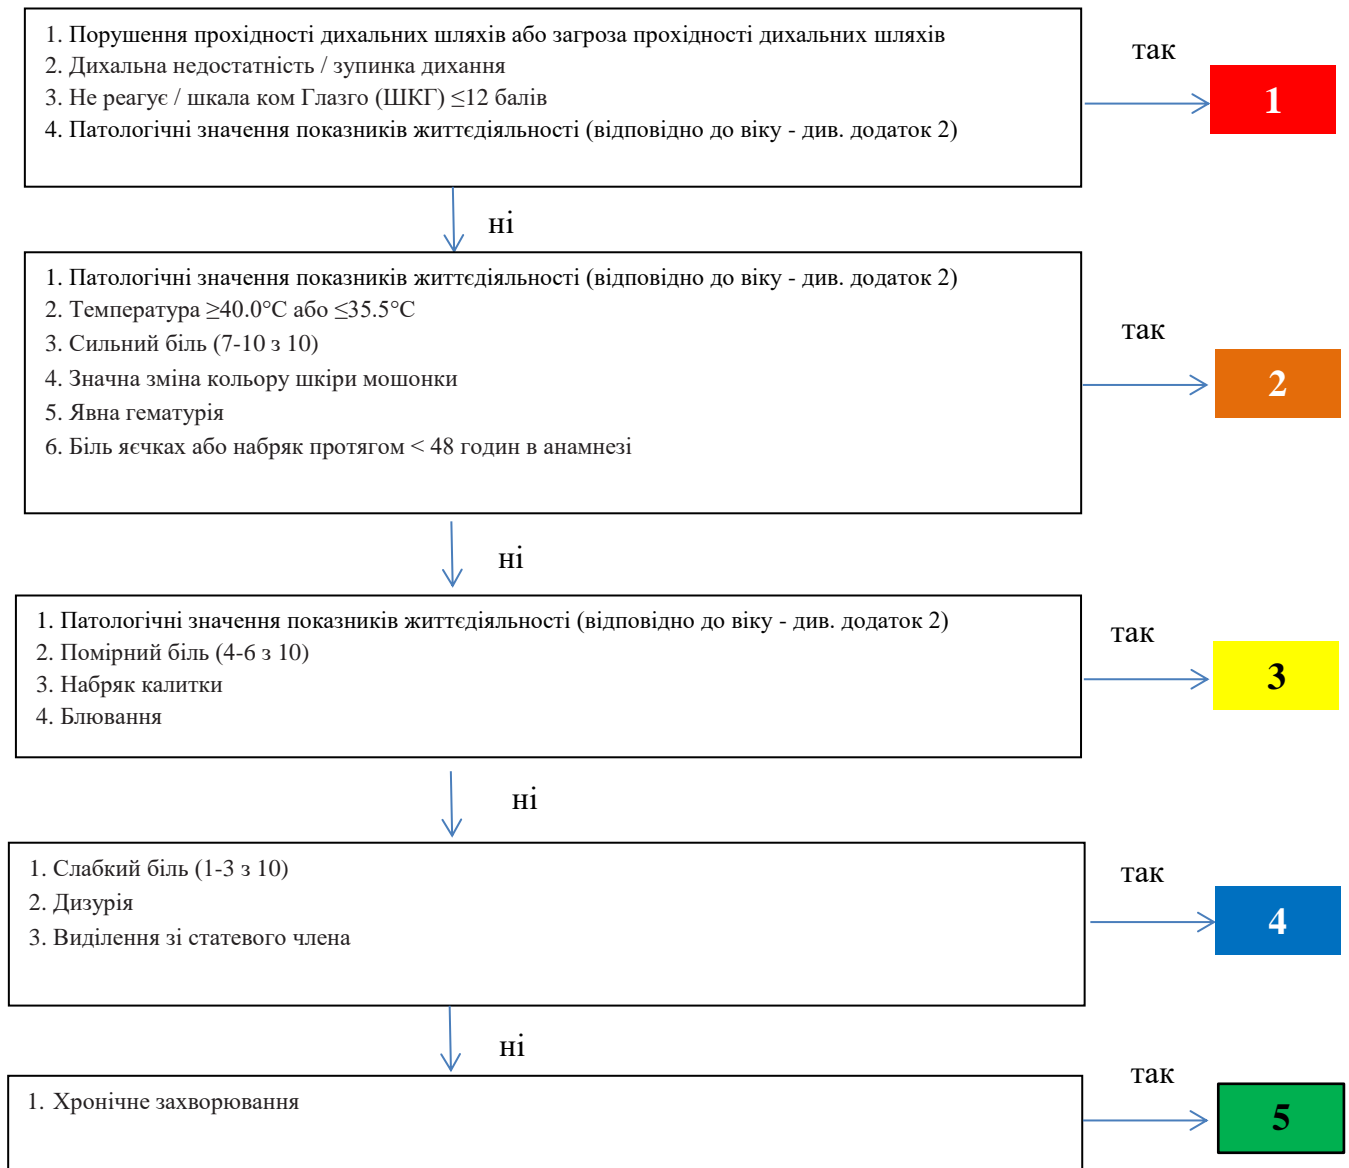 1. Порушення прохідності дихальних шляхів або загроза прохідності дихальних шляхів
2. Дихальна недостатність / зупинка дихання
3. Не реагує / шкала ком Глазго (ШКГ) ≤12 балів
4. Патологічні значення показників життєдіяльності (відповідно до віку - див. додаток 2)
так
1
ні
1. Патологічні значення показників життєдіяльності (відповідно до віку - див. додаток 2)
2. Температура ≥40.0°C або ≤35.5°C
3. Сильний біль (7-10 з 10)
4. Значна зміна кольору шкіри мошонки
5. Явна гематурія
6. Біль яєчках або набряк протягом < 48 годин в анамнезі
так
2
ні
1. Патологічні значення показників життєдіяльності (відповідно до віку - див. додаток 2)
2. Помірний біль (4-6 з 10)
3. Набряк калитки
4. Блювання
так
3
ні
1. Слабкий біль (1-3 з 10)
2. Дизурія
3. Виділення зі статевого члена
так
4
ні
1. Хронічне захворювання
так
5